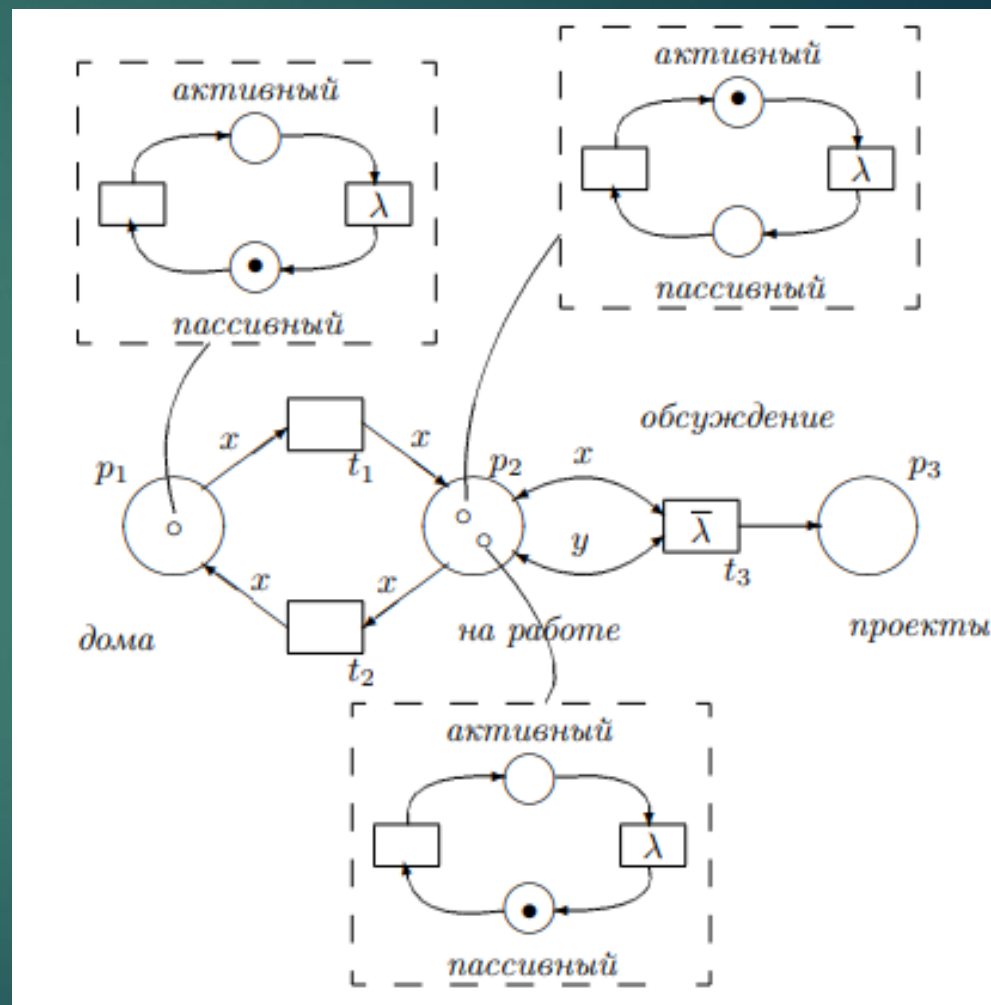 активный
λ
пассивный
активный
λ
пассивный
обсуждение
x
x
x
p₁
t₁
p₂
p₃
λ̅
y
t₃
x
x
дома
на работе
проекты
t₂
активный
λ
пассивный